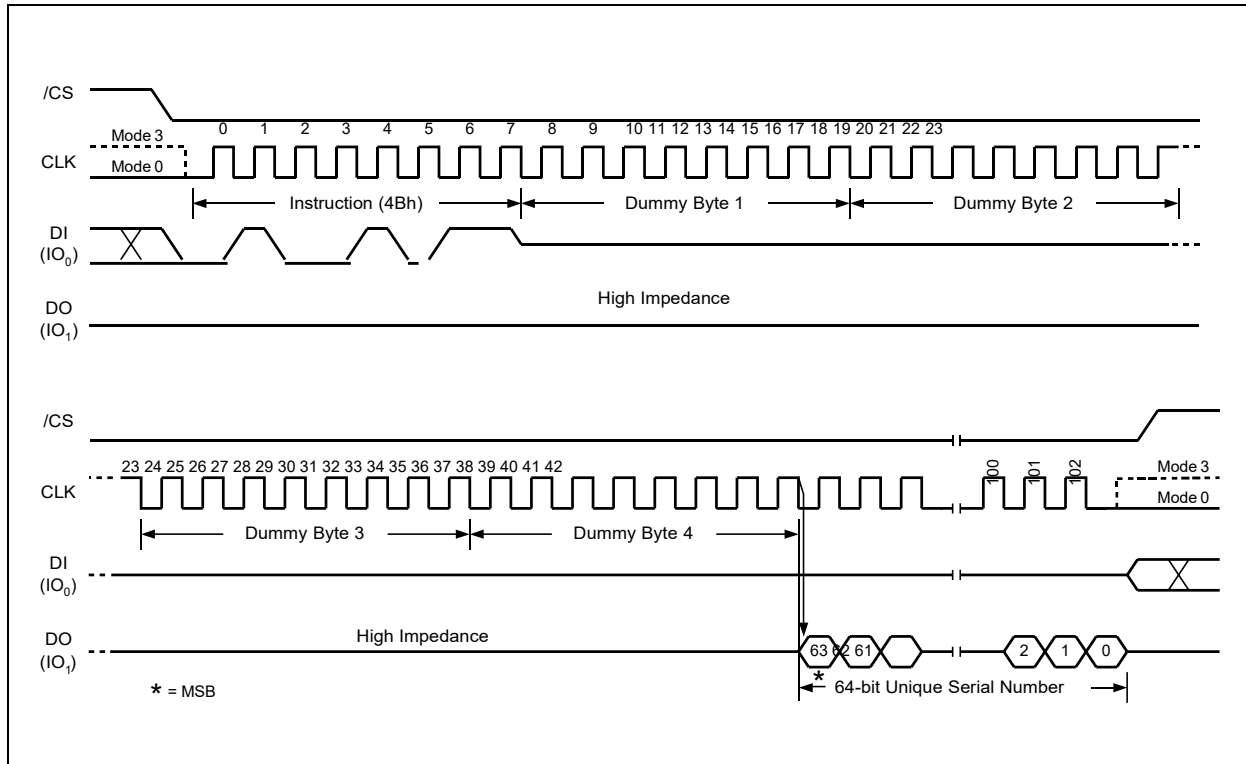 /CS
0 1 2 3 4 5 6 7 8 9 10 11 12 13 14 15 16 17 18 19 20 21 22 23
Mode 3
CLK
Mode 0
Instruction (4Bh) Dummy Byte 1 Dummy Byte 2
DI
(IO0)
High Impedance
DO
(IO1)
/CS
23 24 25 26 27 28 29 30 31 32 33 34 35 36 37 38 39 40 41 42 100 101 102
Mode 3
CLK
Mode 0
Dummy Byte 3 Dummy Byte 4
DI
(IO0)
DO
(IO1)
High Impedance
63 62 61 2 1 0
* = MSB
* 64-bit Unique Serial Number